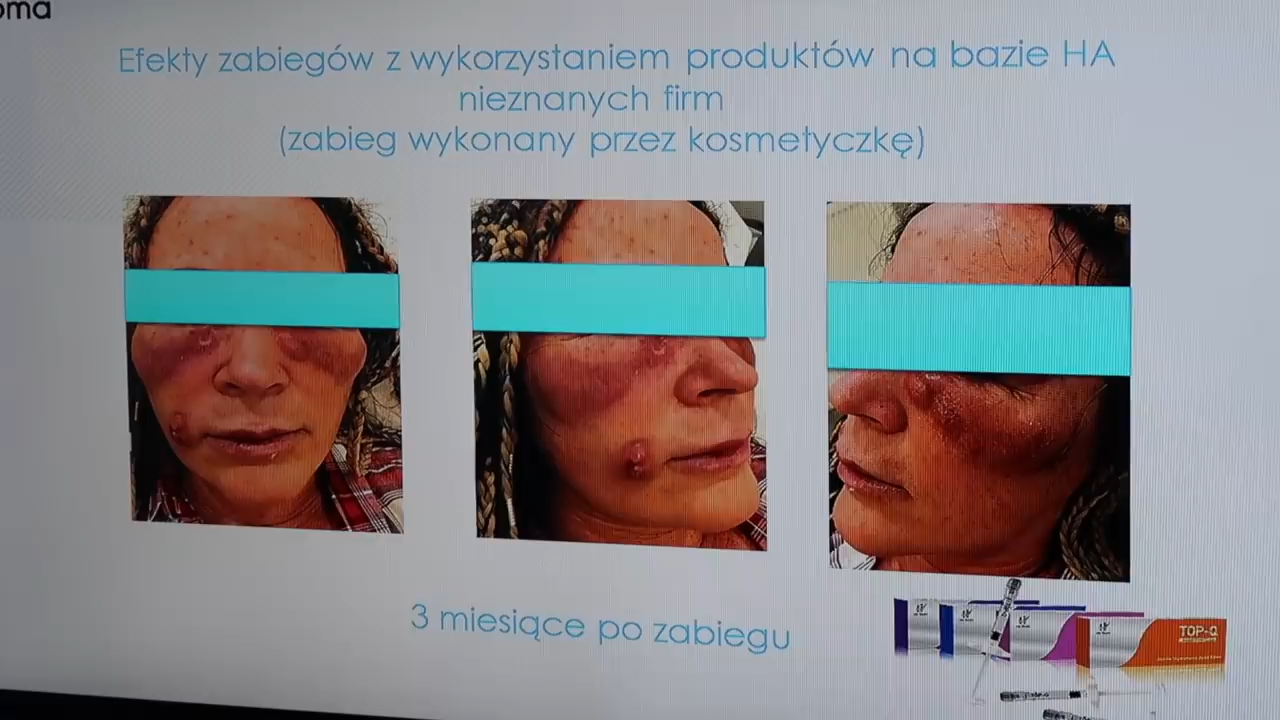 oma
Efekty zabiegów z wykorzystaniem produktów na bazie HA
nieznanych firm
(zabieg wykonany przez kosmetyczkę)
3 miesiące po zabiegu
TOP-Q
TOP-Q